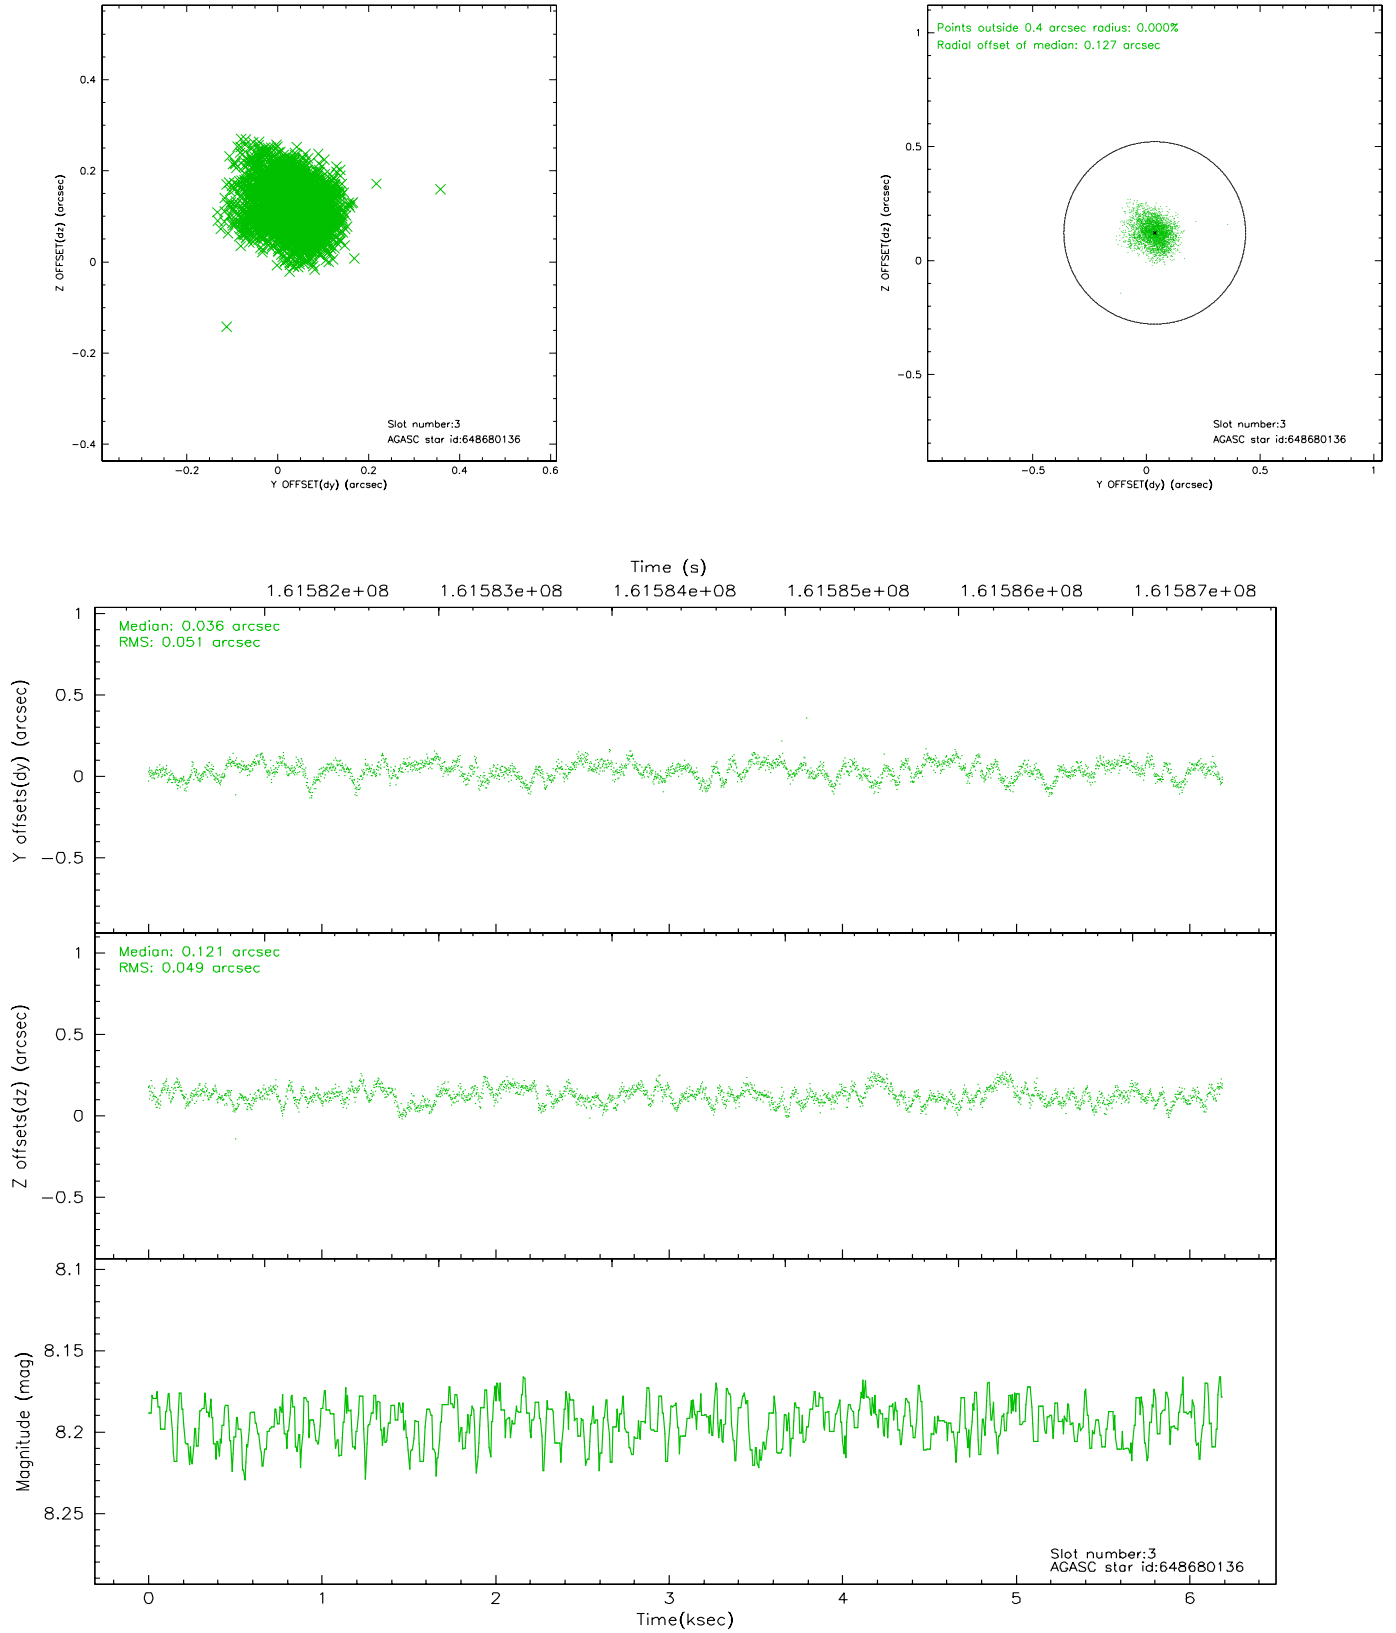 0.4
0.2
0
−0.2
−0.4
Z OFFSET(dz) (arcsec)
Slot number:3
AGASC star id:648680136
−0.2 0 0.2 0.4 0.6
Y OFFSET(dy) (arcsec)
Points outside 0.4 arcsec radius: 0.000%
Radial offset of median: 0.127 arcsec
1
0.5
0
−0.5
Z OFFSET(dz) (arcsec)
Slot number:3
AGASC star id:648680136
−0.5 0 0.5 1
Y OFFSET(dy) (arcsec)
Time (s)
1.61582e+08 1.61583e+08 1.61584e+08 1.61585e+08 1.61586e+08 1.61587e+08
Median: 0.036 arcsec
RMS: 0.051 arcsec
1
0.5
0
−0.5
Y offsets(dy) (arcsec)
Median: 0.121 arcsec
RMS: 0.049 arcsec
1
0.5
0
−0.5
Z offsets(dz) (arcsec)
8.1
8.15
8.2
8.25
Magnitude (mag)
Slot number:3
AGASC star id:648680136
0 1 2 3 4 5 6
Time(ksec)